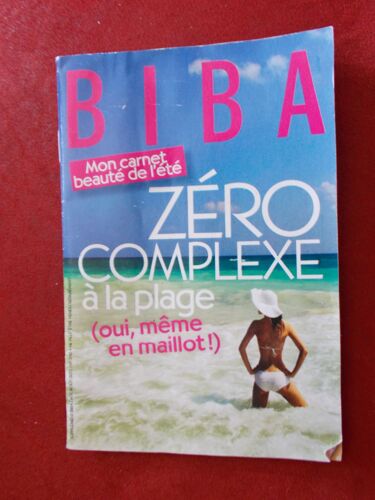 BIBA
Mon carnet
beauté de l'été
ZÉRO
COMPLEXE
à la plage
(oui, même
en maillot !)